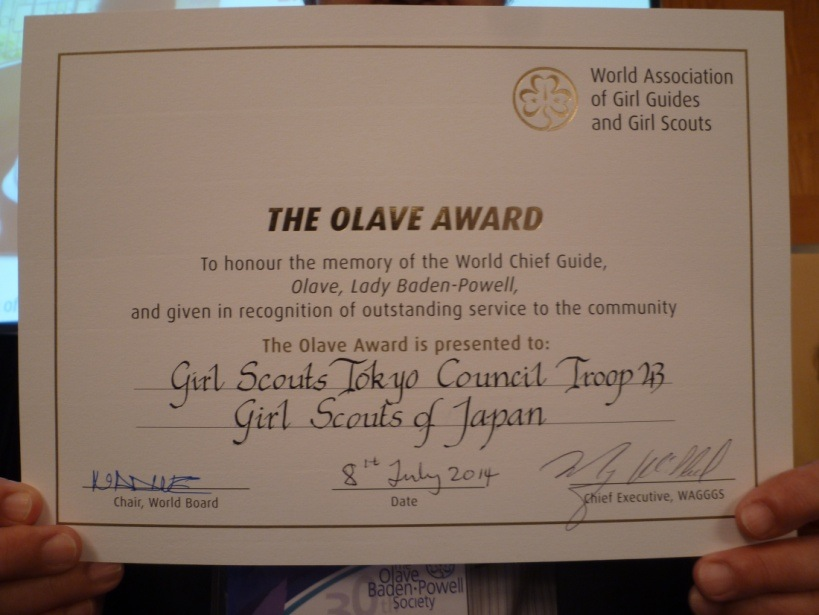 World Association
of Girl Guides
and Girl Scouts
THE OLAVE AWARD
To honour the memory of the World Chief Guide,
Olave, Lady Baden-Powell,
and given in recognition of outstanding service to the community
The Olave Award is presented to:
Girl Scouts Tokyo Council Troop 213
Girl Scouts of Japan
8th July 2014
Chair, World Board
Date
Chief Executive, WAGGGS
Olave
Baden-Powell
Society
30